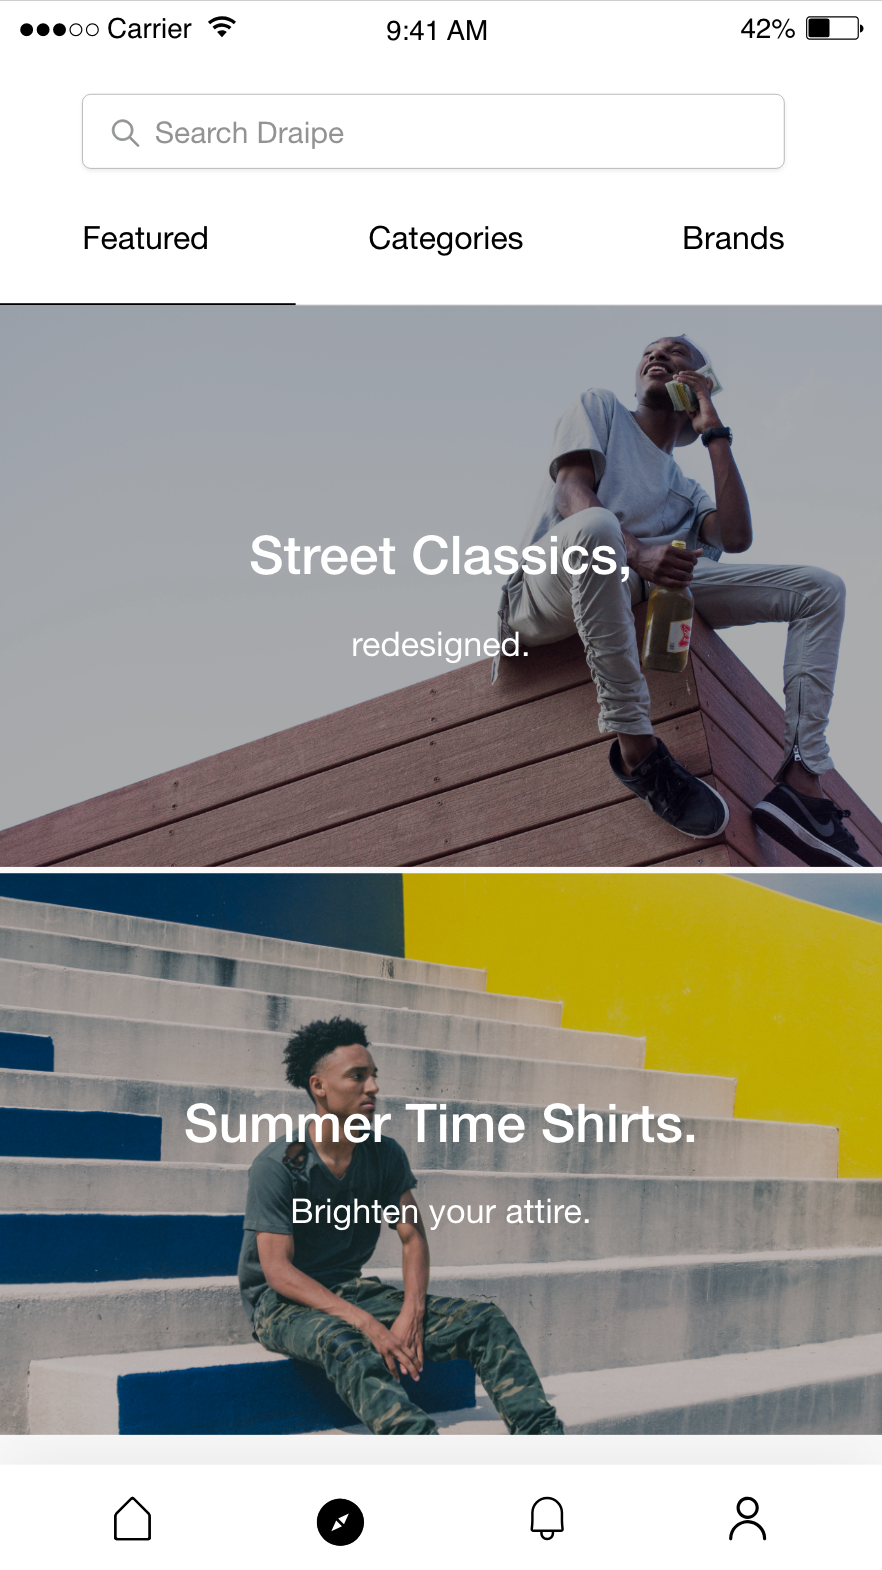 Carrier 9:41 AM 42%
Search Draipe
Featured Categories Brands
Street Classics,
redesigned.
Summer Time Shirts.
Brighten your attire.